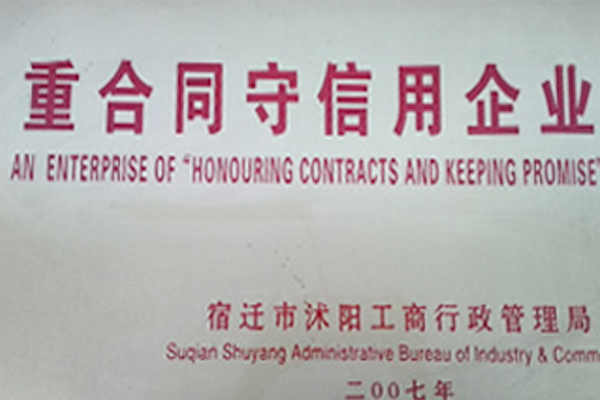 重合同守信用企业
AN ENTERPRISE OF "HONOURING CONTRACTS AND KEEPING PROMISE"
宿迁市沭阳工商行政管理局
Suqian Shuyang Administrative Bureau of Industry & Comm
二00七年